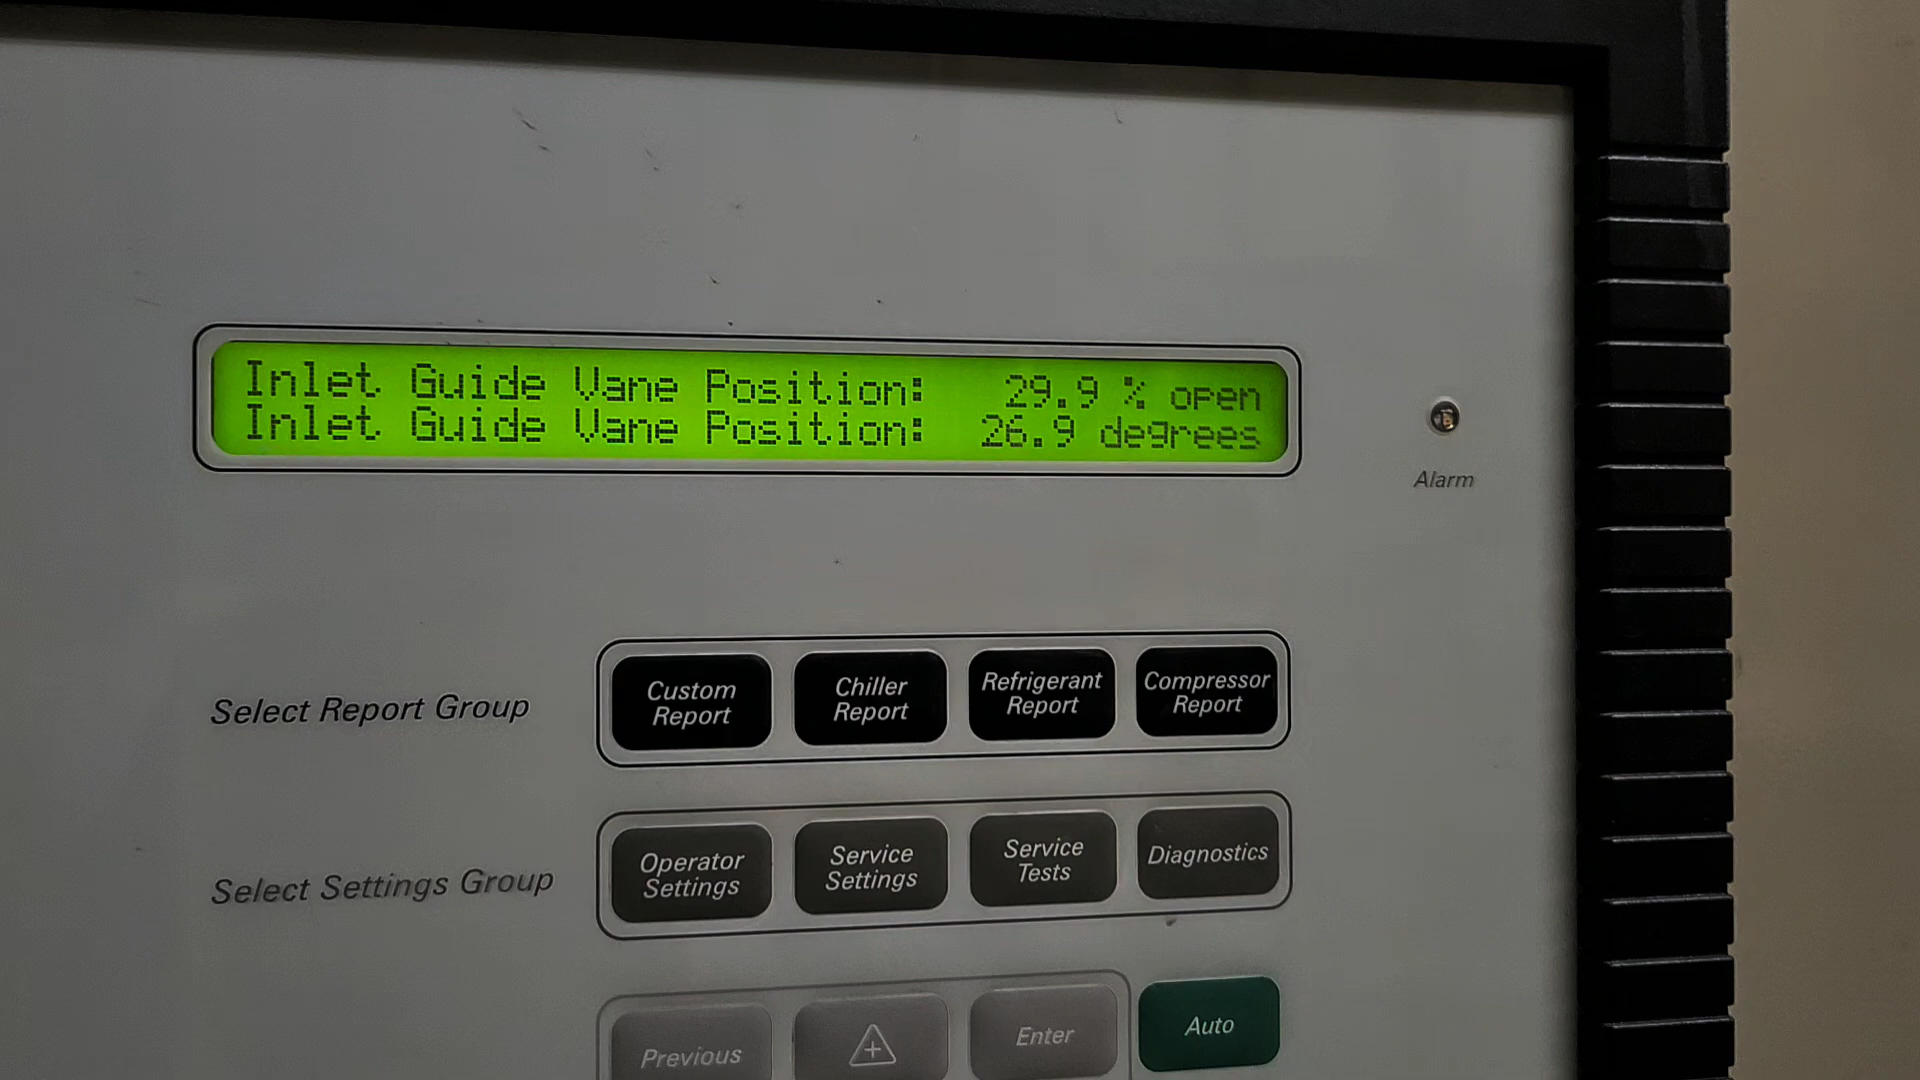 Inlet Guide Vane Position: 29.9 % open
Inlet Guide Vane Position: 26.9 degrees
Alarm
Select Report Group
Custom Report
Chiller Report
Refrigerant Report
Compressor Report
Select Settings Group
Operator Settings
Service Settings
Service Tests
Diagnostics
Previous
+
Enter
Auto